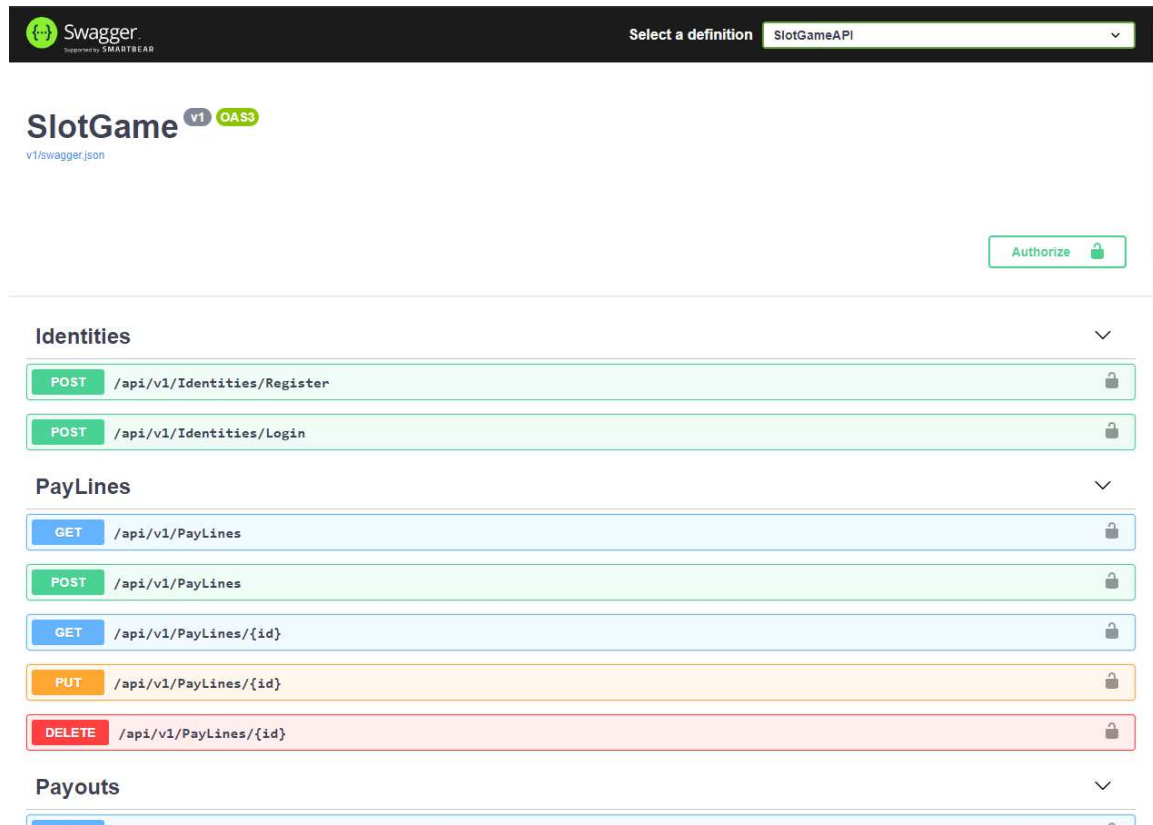 Swagger.
Supported by SMARTBEAR
Select a definition SlotGameAPI
SlotGame v1 OAS3
v1/swagger.json
Authorize
Identities
POST /api/v1/Identities/Register
POST /api/v1/Identities/Login
PayLines
GET /api/v1/PayLines
POST /api/v1/PayLines
GET /api/v1/PayLines/{id}
PUT /api/v1/PayLines/{id}
DELETE /api/v1/PayLines/{id}
Payouts